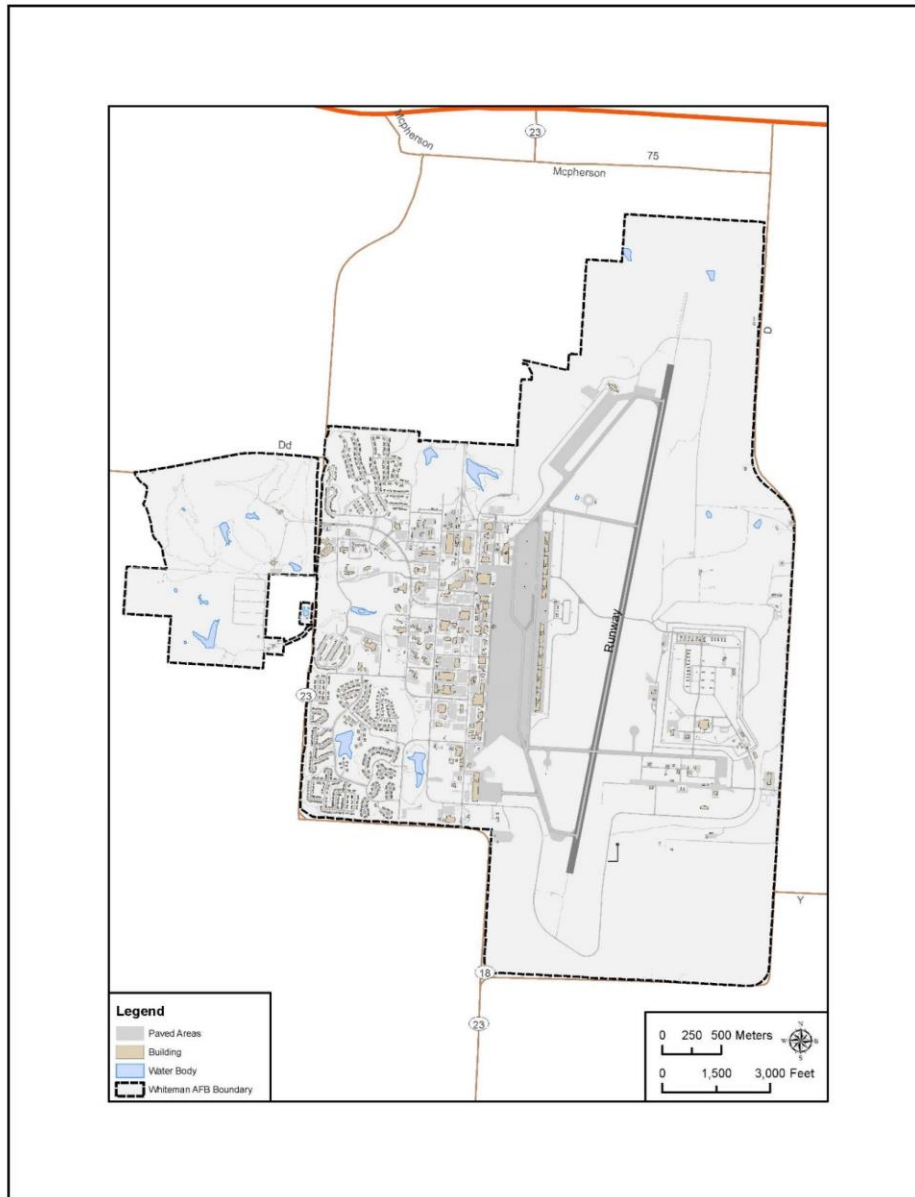 Mcpherson
23
75
Mcpherson
D
Dd
Runway
23
Y
18
23
Legend
Paved Areas
Building
Water Body
Whiteman AFB Boundary
0 250 500 Meters
N
W E
S
0 1,500 3,000 Feet